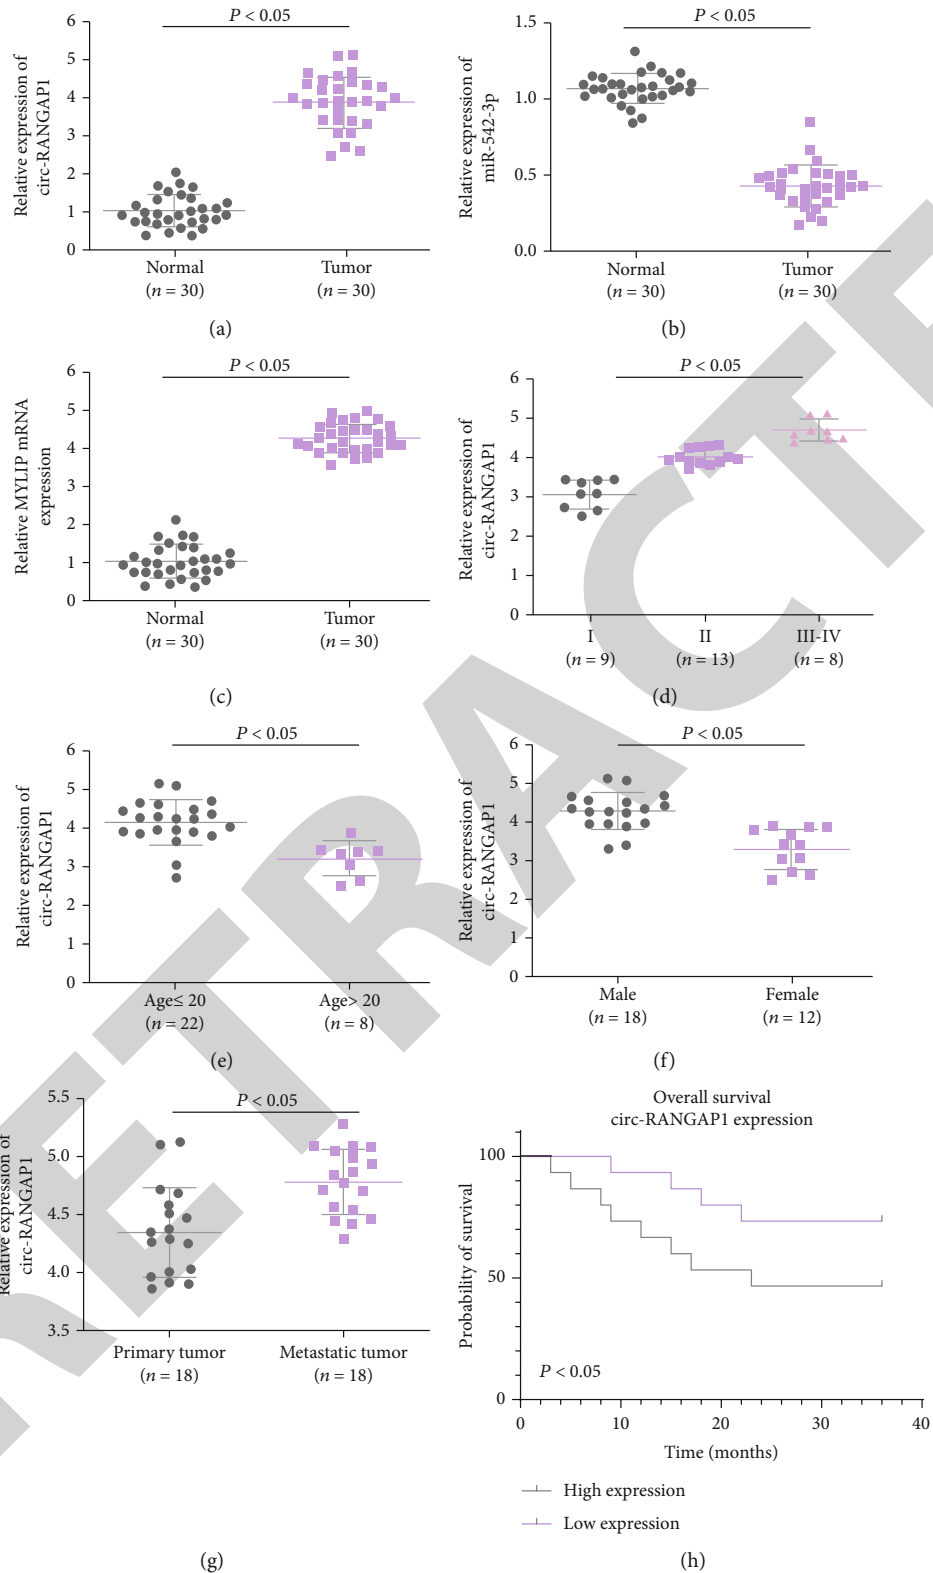 P < 0.05
Relative expression of
circ-RANGAP1
6
5
4
3
2
1
0
Normal
(n = 30)
Tumor
(n = 30)
(a)
P < 0.05
Relative expression of
miR-542-3p
1.5
1.0
0.5
0.0
Normal
(n = 30)
Tumor
(n = 30)
(b)
P < 0.05
Relative MYLIP mRNA
expression
6
5
4
3
2
1
0
Normal
(n = 30)
Tumor
(n = 30)
(c)
P < 0.05
Relative expression of
circ-RANGAP1
6
5
4
3
2
1
0
I
(n = 9)
II
(n = 13)
III-IV
(n = 8)
(d)
P < 0.05
Relative expression of
circ-RANGAP1
6
5
4
3
2
1
0
Age≤ 20
(n = 22)
Age> 20
(n = 8)
(e)
P < 0.05
Relative expression of
circ-RANGAP1
6
5
4
3
2
1
0
Male
(n = 18)
Female
(n = 12)
(f)
P < 0.05
Relative expression of
circ-RANGAP1
5.5
5.0
4.5
4.0
3.5
Primary tumor
(n = 18)
Metastatic tumor
(n = 18)
(g)
Overall survival
circ-RANGAP1 expression
Probability of survival
100
50
0
P < 0.05
0
10
20
30
40
Time (months)
High expression
Low expression
(h)
RETRACTE